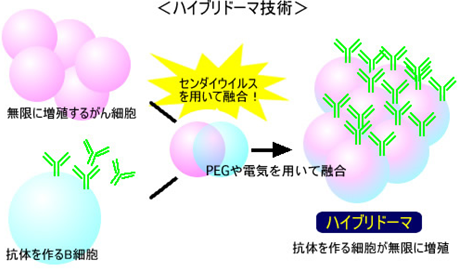 ＜ハイブリドーマ技術＞
センダイウイルス
を用いて融合！
無限に増殖するがん細胞
PEGや電気を用いて融合
抗体を作るB細胞
ハイブリドーマ
抗体を作る細胞が無限に増殖